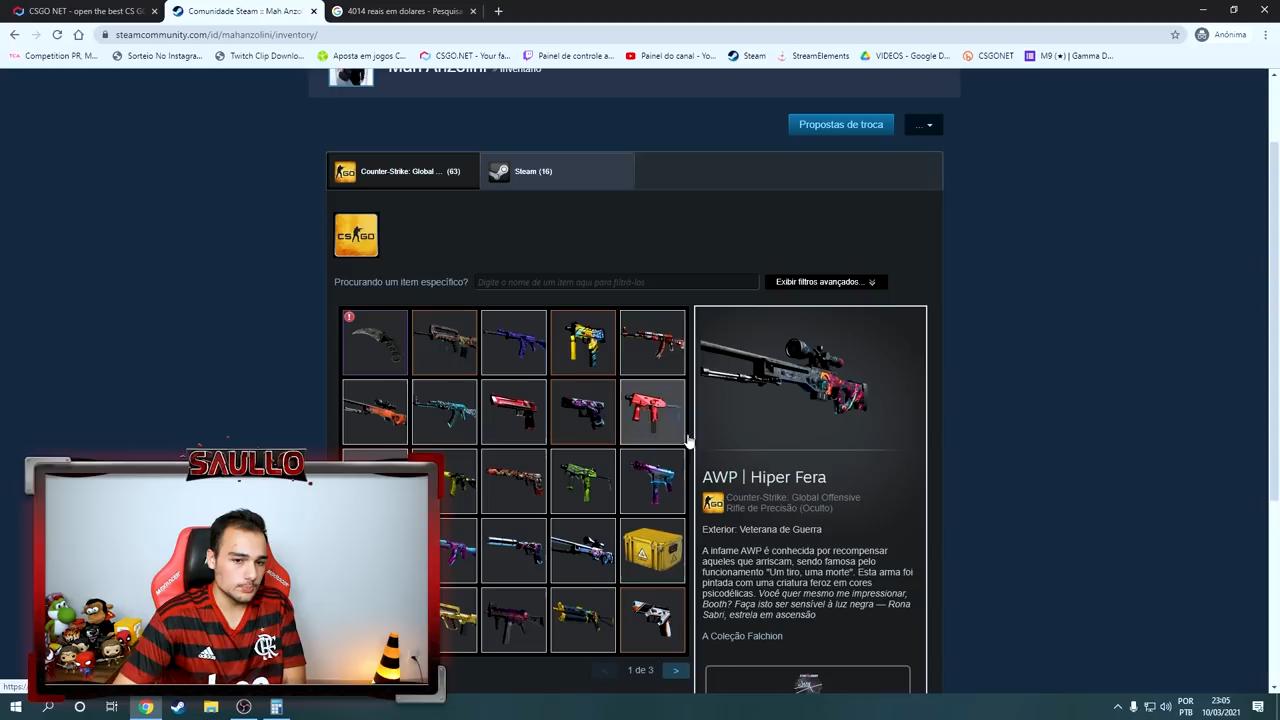 CSGO NET - open the best CS G
Comunidade Steam :: Mah Anzo
4014 reais em dolares - Pesquisa
steamcommunity.com/id/mahanzolini/inventory/
Anônima
Competition PR, M...
Sorteio No Instagra...
Twitch Clip Downl...
Aposta em jogos C...
CSGO.NET - Your fa...
Painel de controle a...
Painel do canal - Yo...
Steam
StreamElements
VIDEOS - Google D...
CSGONET
M9 (★) | Gamma D...
Mah Anzolini » Inventário
Propostas de troca
...
Counter-Strike: Global ... (63)
Steam (16)
CS GO
Procurando um item específico?
Digite o nome de um item aqui para filtrá-los
Exibir filtros avançados...
AWP | Hiper Fera
Counter-Strike: Global Offensive
Rifle de Precisão (Oculto)
Exterior: Veterana de Guerra
A infame AWP é conhecida por recompensar
aqueles que arriscam, sendo famosa pelo
funcionamento "Um tiro, uma morte". Esta arma foi
pintada com uma criatura feroz em cores
psicodélicas. Você quer mesmo me impressionar,
Booth? Faça isto ser sensível à luz negra — Rona
Sabri, estrela em ascensão
A Coleção Falchion
1 de 3
>
SAULLO
https:/
POR
PTB
23:05
10/03/2021